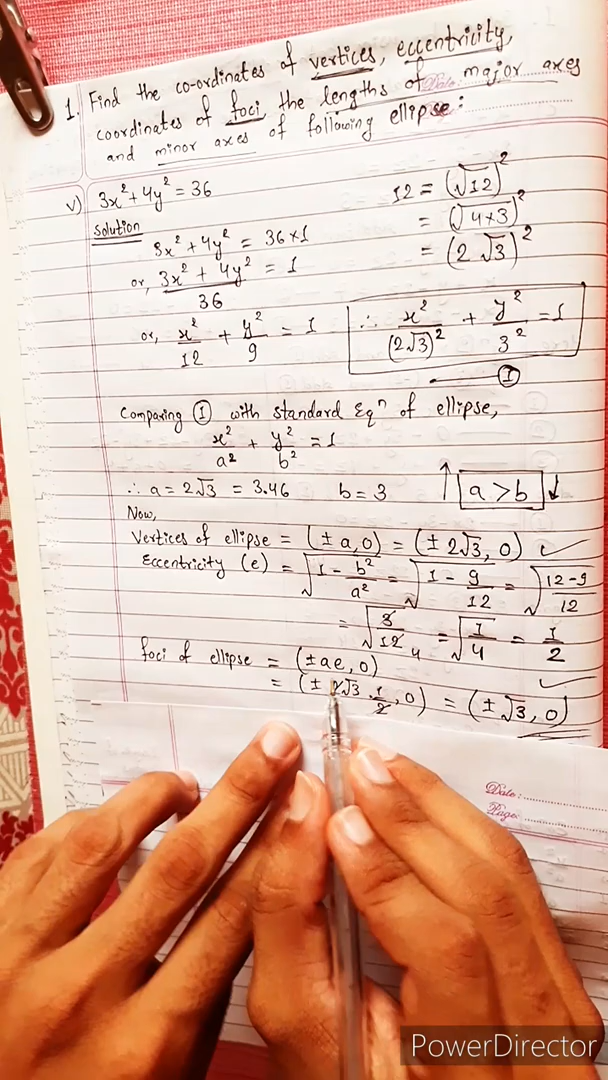 1. Find the co-ordinates of vertices, eccentricity,
coordinates of foci, the lengths of major axes
and minor axes of following ellipse:
Date:
v) 3x² + 4y² = 36
Solution
3x² + 4y² = 36×1
or, 3x² + 4y² / 36 = 1
or, x²/12 + y²/9 = 1
12 = (√12)²
= (√4×3)²
= (2√3)²
∴ x²/(2√3)² + y²/3² = 1
I
Comparing I with standard Eqⁿ of ellipse,
x²/a² + y²/b² = 1
∴ a = 2√3 = 3.46 b = 3 ↑ a > b ↓
Now,
Vertices of ellipse = (± a, 0) = (± 2√3, 0) ✓
Eccentricity (e) = √(1 - b²/a²) = √(1 - 9/12) = √((12-9)/12)
= √(3/12 4) = √(1/4) = 1/2
foci of ellipse = (±ae, 0)
= (± 2√3 · 1/2, 0) = (±√3, 0)
Date:
Page:
PowerDirector